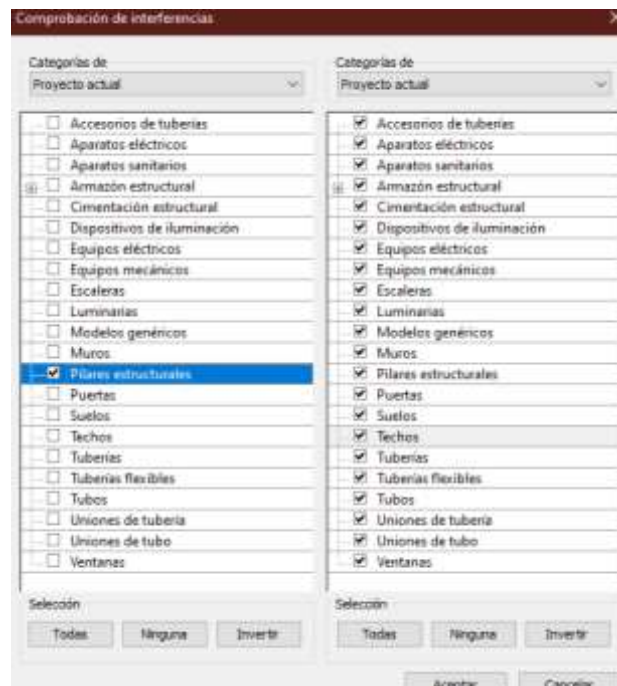 Comprobación de interferencias
Categorías de
Proyecto actual
Accesorios de tuberías
Aparatos eléctricos
Aparatos sanitarios
Armazón estructural
Cimentación estructural
Dispositivos de iluminación
Equipos eléctricos
Equipos mecánicos
Escaleras
Luminarias
Modelos genéricos
Muros
Pilares estructurales
Puertas
Suelos
Techos
Tuberías
Tuberías flexibles
Tubos
Uniones de tubería
Uniones de tubo
Ventanas
Selección
Todas Ninguna Invertir
Categorías de
Proyecto actual
Accesorios de tuberías
Aparatos eléctricos
Aparatos sanitarios
Armazón estructural
Cimentación estructural
Dispositivos de iluminación
Equipos eléctricos
Equipos mecánicos
Escaleras
Luminarias
Modelos genéricos
Muros
Pilares estructurales
Puertas
Suelos
Techos
Tuberías
Tuberías flexibles
Tubos
Uniones de tubería
Uniones de tubo
Ventanas
Selección
Todas Ninguna Invertir
Aceptar Cancelar